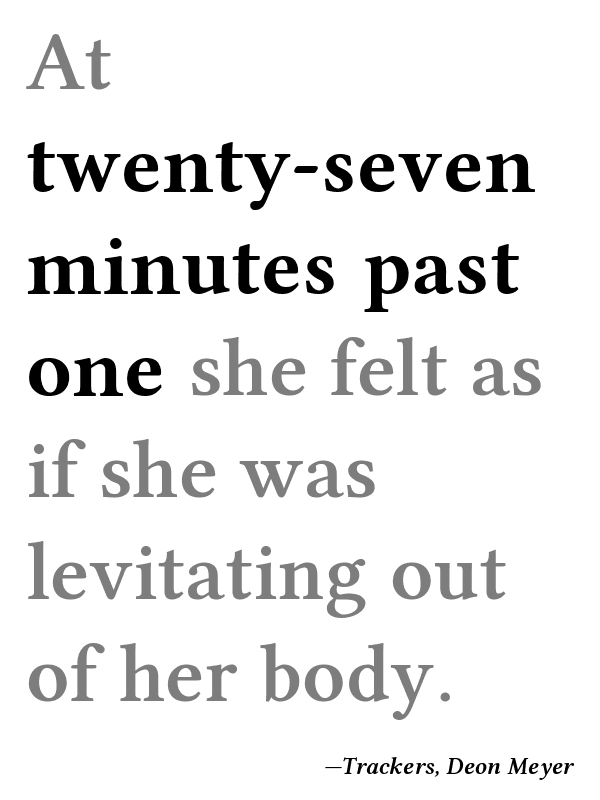 At
twenty-seven
minutes past
one she felt as
if she was
levitating out
of her body.
—Trackers, Deon Meyer